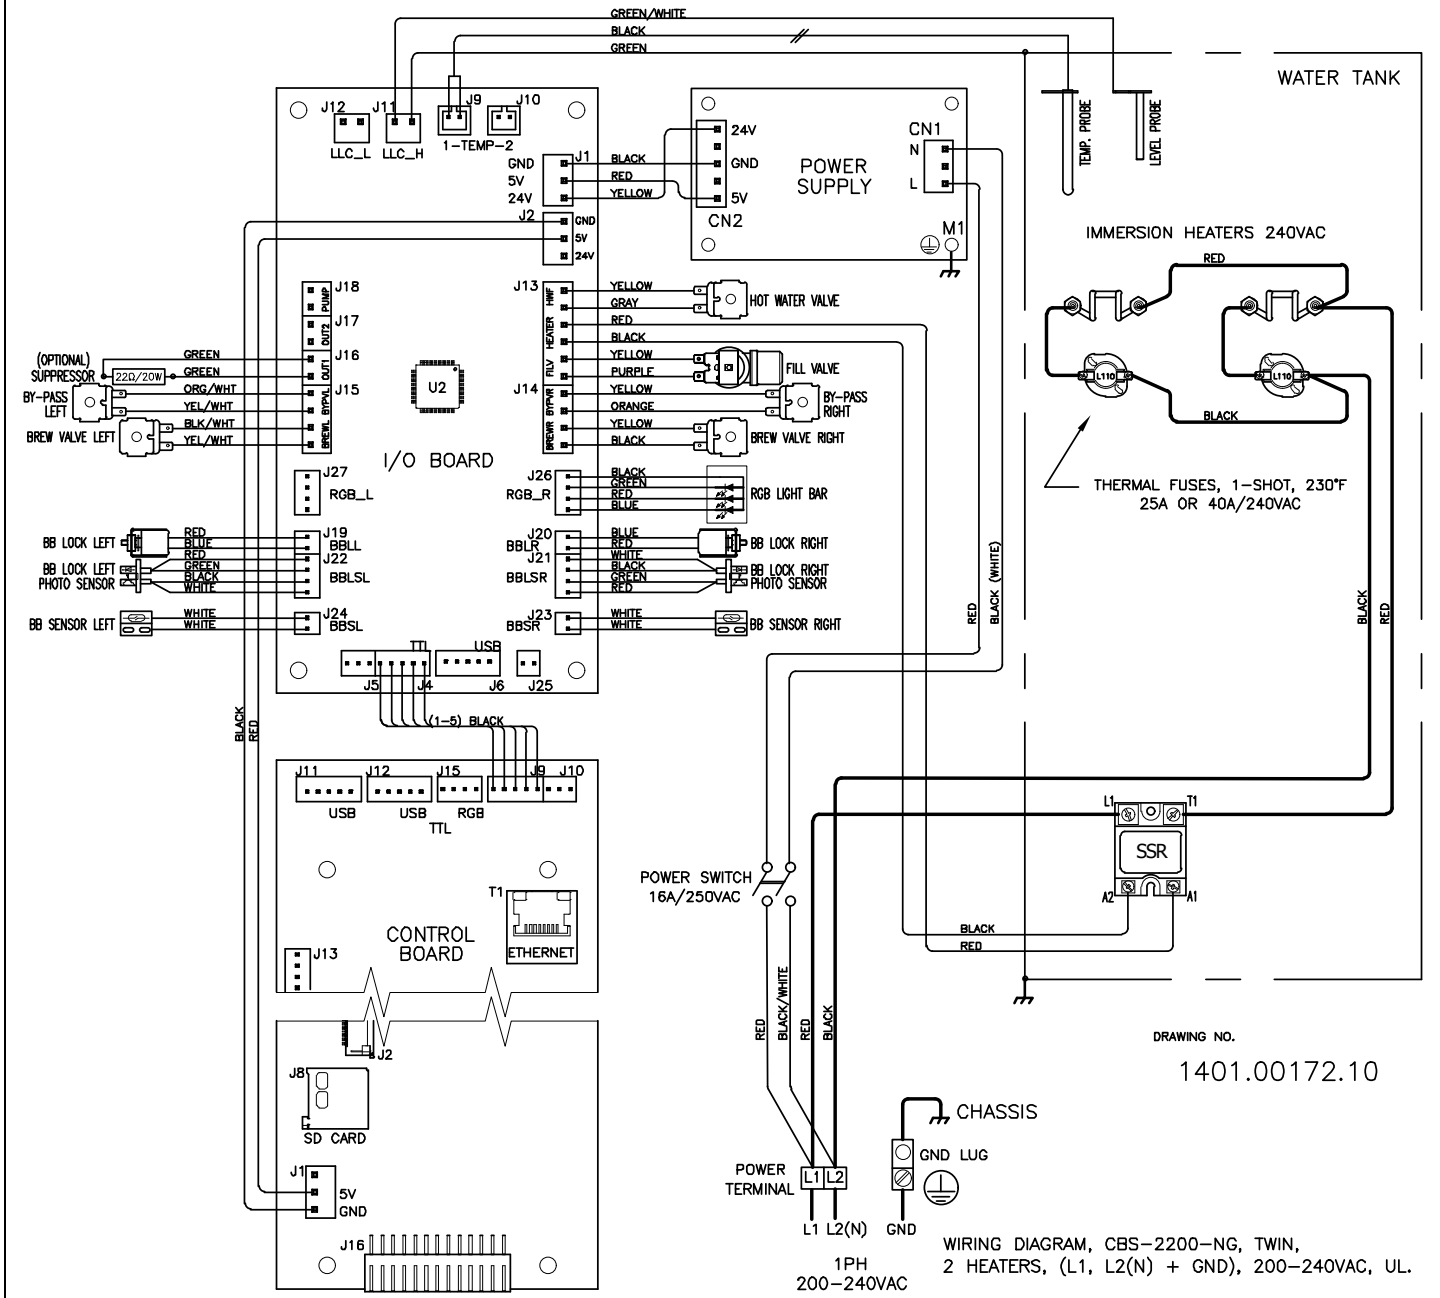 GREEN/WHITE
BLACK
GREEN
WATER TANK
J12
J11
J9
J10
LLC_L
LLC_H
1-TEMP-2
TEMP. PROBE
LEVEL PROBE
J1
GND
5V
24V
BLACK
RED
YELLOW
24V
GND
5V
CN2
POWER
SUPPLY
CN1
N
L
M1
J2
GND
5V
24V
IMMERSION HEATERS 240VAC
RED
J18
PUMP
J17
OUT2
J16
OUT1
J15
BYPVL
BREWL
J13
HWF
HEATER
FILV
J14
BYPVR
BREWR
YELLOW
GRAY
HOT WATER VALVE
RED
BLACK
YELLOW
PURPLE
FILL VALVE
YELLOW
ORANGE
BY-PASS
RIGHT
YELLOW
BLACK
BREW VALVE RIGHT
(OPTIONAL)
SUPPRESSOR
22Ω/20W
GREEN
GREEN
BY-PASS
LEFT
ORG/WHT
YEL/WHT
BREW VALVE LEFT
BLK/WHT
YEL/WHT
U2
I/O BOARD
L110
L110
BLACK
THERMAL FUSES, 1-SHOT, 230°F
25A OR 40A/240VAC
J27
RGB_L
J26
RGB_R
BLACK
GREEN
RED
BLUE
RGB LIGHT BAR
BB LOCK LEFT
RED
BLUE
J19
BBLL
BB LOCK LEFT
PHOTO SENSOR
RED
GREEN
BLACK
WHITE
J22
BBLSL
J20
BBLR
BLUE
RED
BB LOCK RIGHT
J21
BBLSR
WHITE
BLACK
GREEN
RED
BB LOCK RIGHT
PHOTO SENSOR
BB SENSOR LEFT
WHITE
WHITE
J24
BBSL
J23
BBSR
WHITE
WHITE
BB SENSOR RIGHT
RED
BLACK (WHITE)
BLACK
RED
TTL
USB
J5
J4
J6
J25
(1-5) BLACK
BLACK
RED
J11
J12
J15
J9
J10
USB
USB
RGB
TTL
L1
T1
SSR
A2
A1
POWER SWITCH
16A/250VAC
T1
ETHERNET
CONTROL
BOARD
J13
BLACK
RED
RED
BLACK/WHITE
RED
BLACK
J2
J8
SD CARD
DRAWING NO.
1401.00172.10
CHASSIS
GND LUG
POWER
TERMINAL
L1
L2
J1
5V
GND
L1
L2(N)
GND
J16
1PH
200-240VAC
WIRING DIAGRAM, CBS-2200-NG, TWIN,
2 HEATERS, (L1, L2(N) + GND), 200-240VAC, UL.